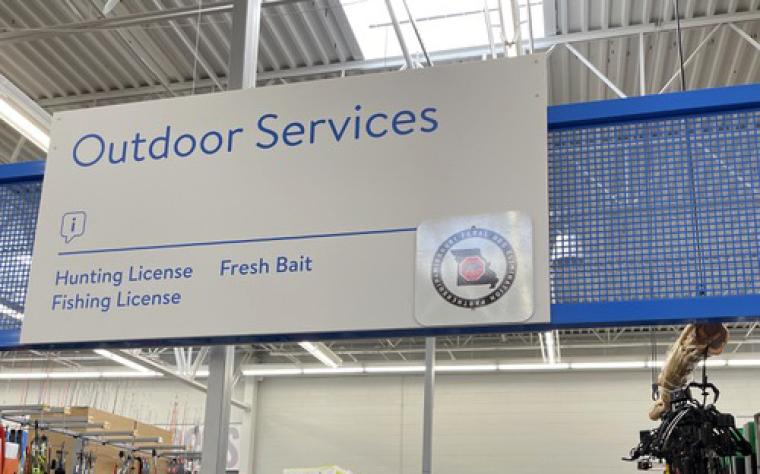 Outdoor Services
i
Hunting License Fresh Bait
Fishing License